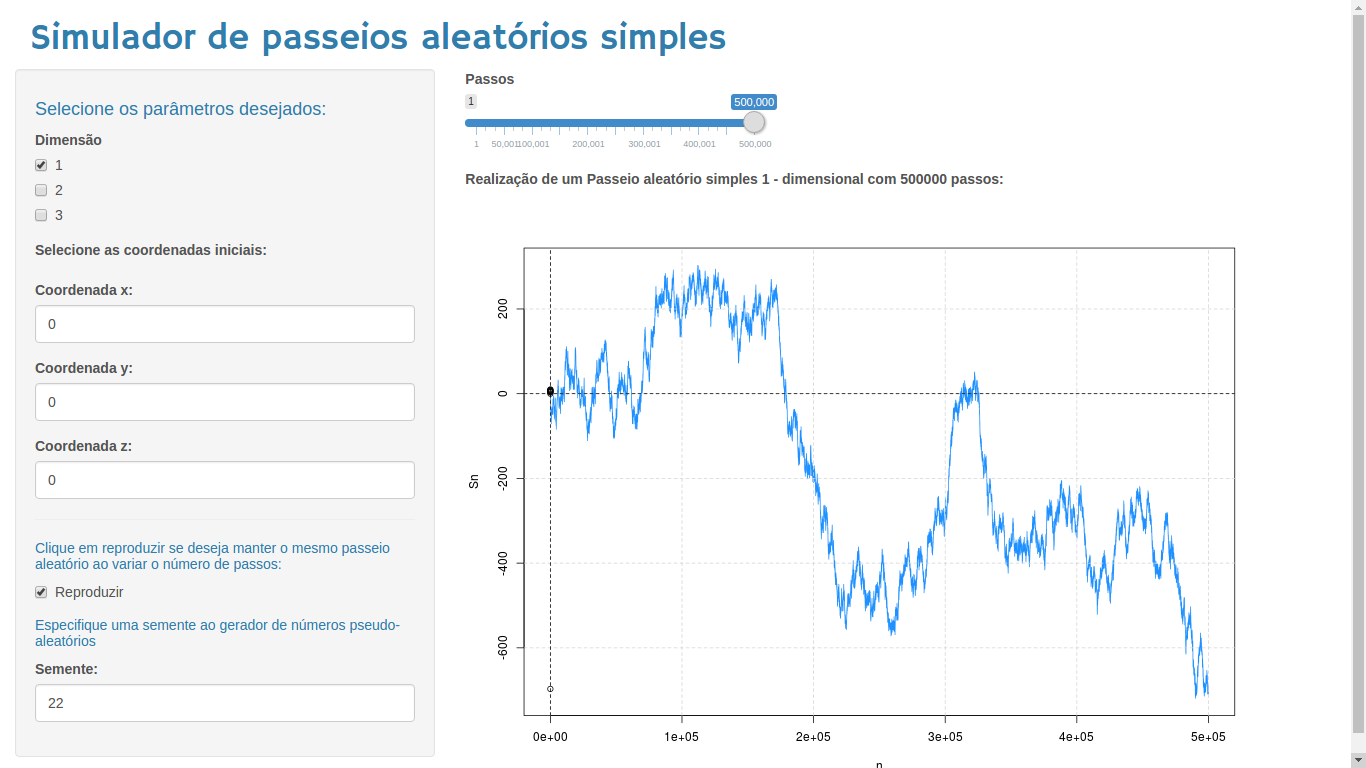 Simulador de passeios aleatórios simples
Selecione os parâmetros desejados:
Dimensão
1
2
3
Selecione as coordenadas iniciais:
Coordenada x:
0
Coordenada y:
0
Coordenada z:
0
Clique em reproduzir se deseja manter o mesmo passeio
aleatório ao variar o número de passos:
Reproduzir
Especifique uma semente ao gerador de números pseudo-
aleatórios
Semente:
22
Passos
1 500,000
1 50,001 100,001 200,001 300,001 400,001 500,000
Realização de um Passeio aleatório simples 1 - dimensional com 500000 passos:
200
0
-200
-400
-600
Sn
0e+00 1e+05 2e+05 3e+05 4e+05 5e+05
n